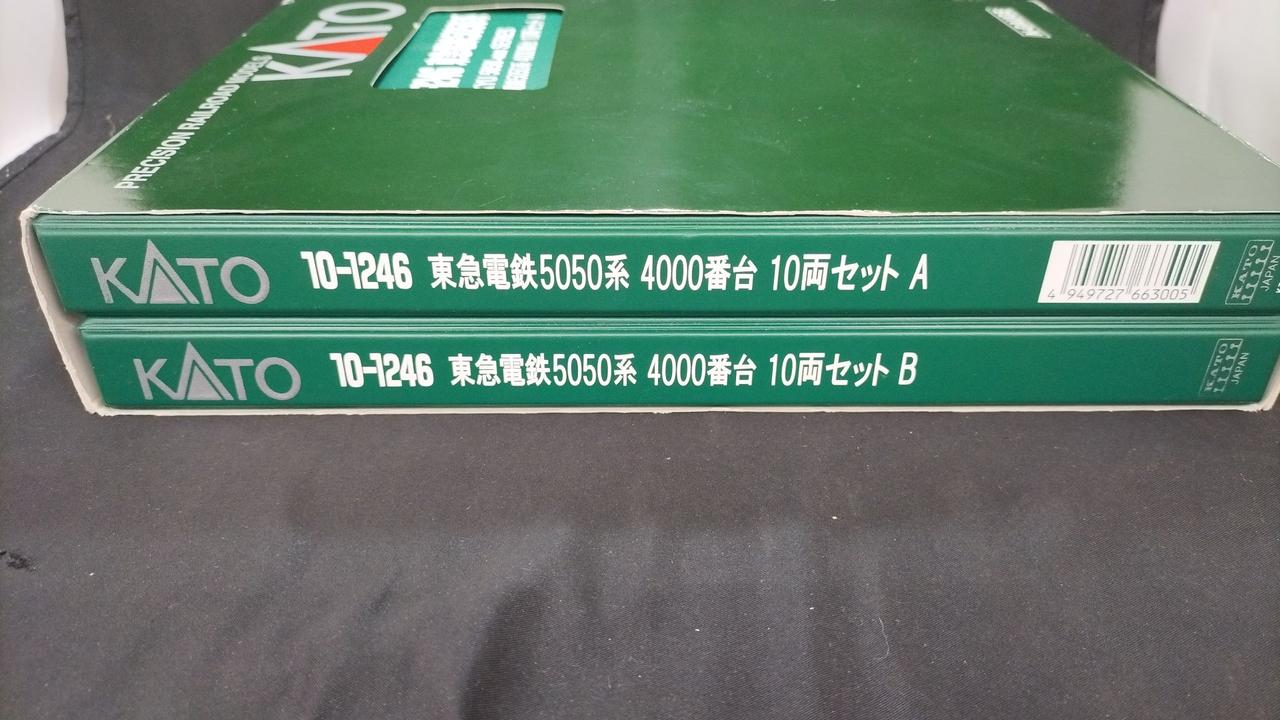 KATO
PRECISION RAILROAD MODELS
KATO 10-1246 東急電鉄5050系 4000番台 10両セット A
4 949727 663005
KATO
JAPAN
KATO 10-1246 東急電鉄5050系 4000番台 10両セット B
KATO
JAPAN